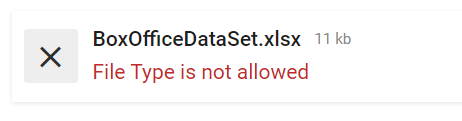 BoxOfficeDataSet.xlsx 11 kb
File Type is not allowed